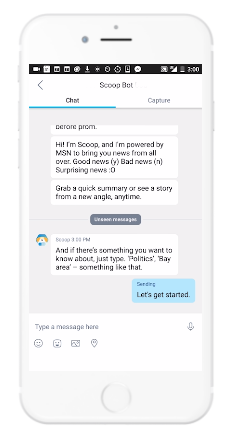 3:00
Scoop Bot
Chat Capture
before prom.
Hi! I'm Scoop, and I'm powered by
MSN to bring you news from all
over. Good news (y) Bad news (n)
Surprising news :O
Grab a quick summary or see a story
from a new angle, anytime.
Unseen messages
Scoop 3:00 PM
And if there's something you want to
know about, just type. 'Politics', 'Bay
area' – something like that.
Sending
Let's get started.
Type a message here